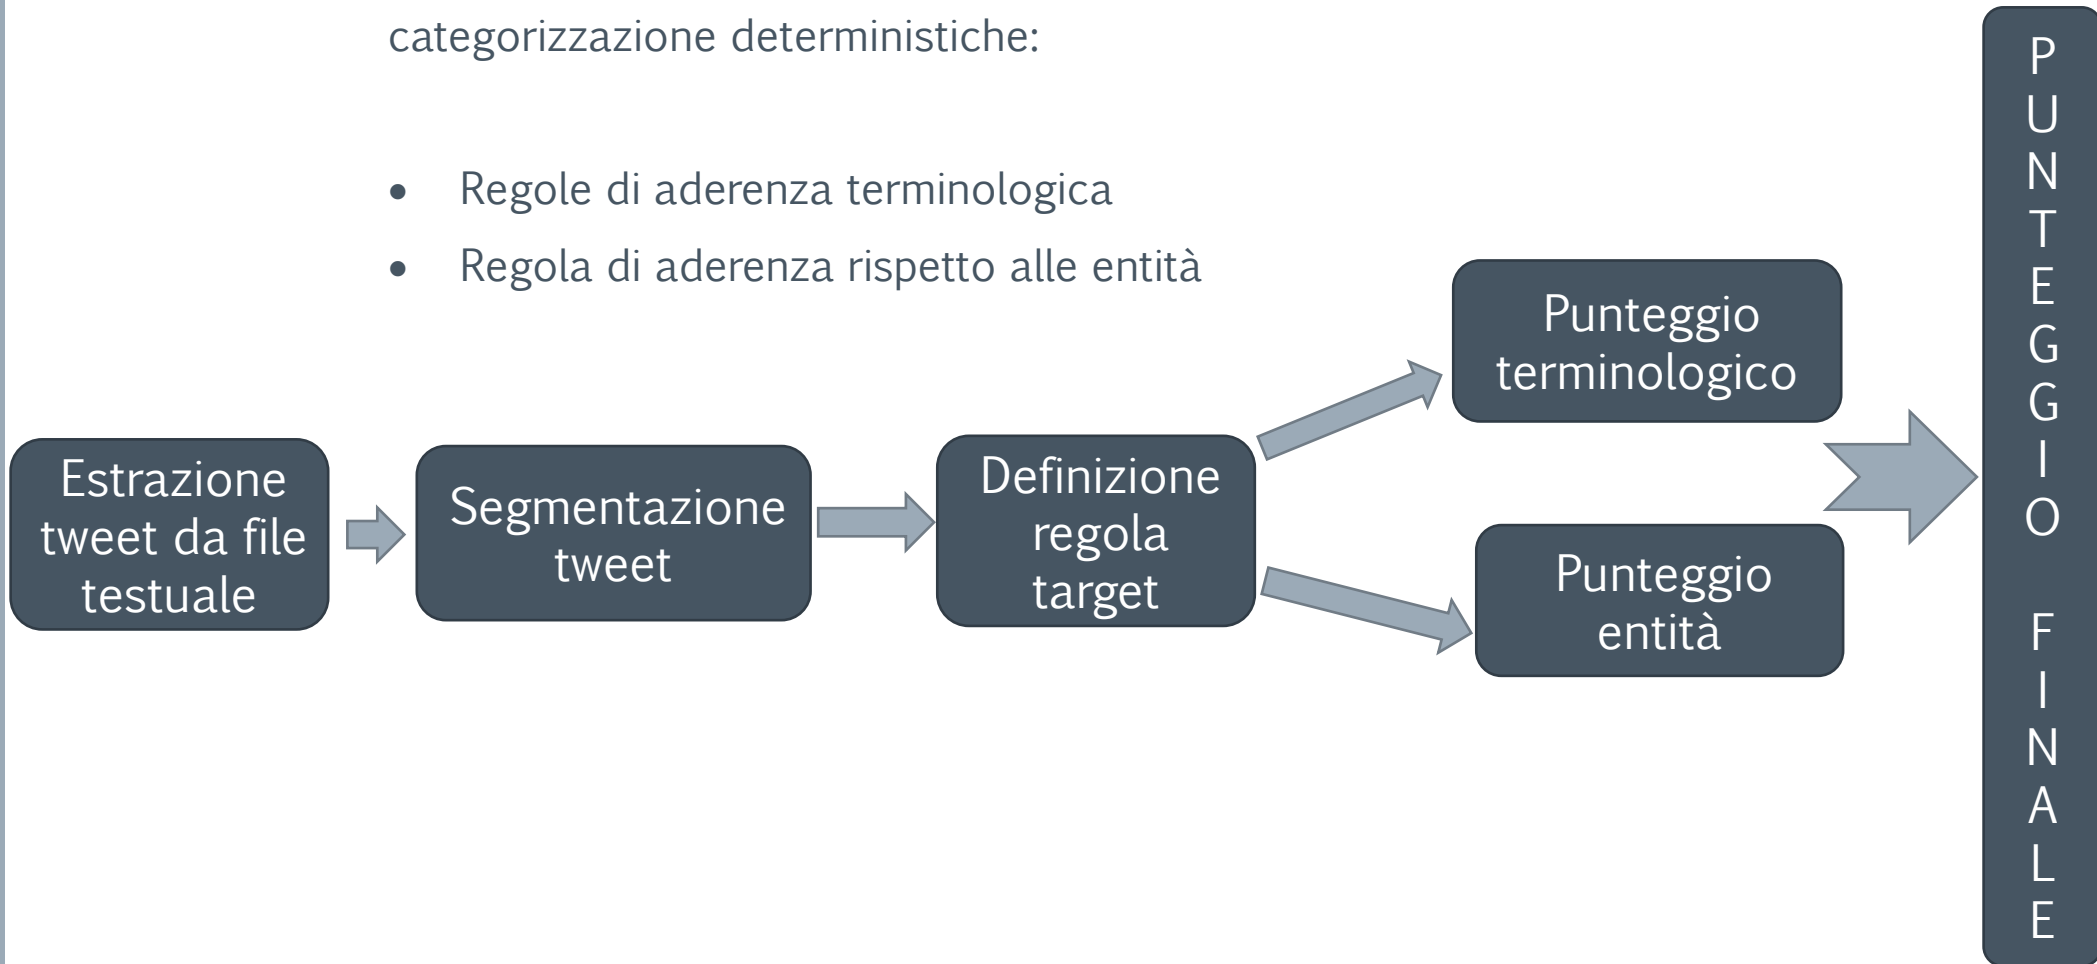 categorizzazione deterministiche:
• Regole di aderenza terminologica
• Regola di aderenza rispetto alle entità
Estrazione
tweet da file
testuale
Segmentazione
tweet
Definizione
regola
target
Punteggio
terminologico
Punteggio
entità
P
U
N
T
E
G
G
I
O
F
I
N
A
L
E